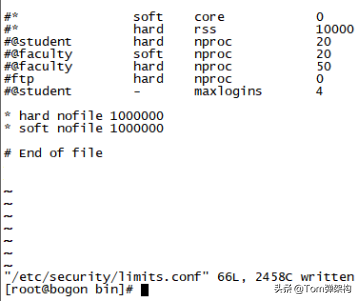 #*               soft    core            0
#*               hard    rss             10000
#@student        hard    nproc           20
#@faculty        soft    nproc           20
#@faculty        hard    nproc           50
#ftp             hard    nproc           0
#@student        -       maxlogins       4
* hard nofile 1000000
* soft nofile 1000000
# End of file
~
~
~
~
~
~
~
"/etc/security/limits.conf" 66L, 2458C written
[root@bogon bin]#
头条 @Tom弹架构